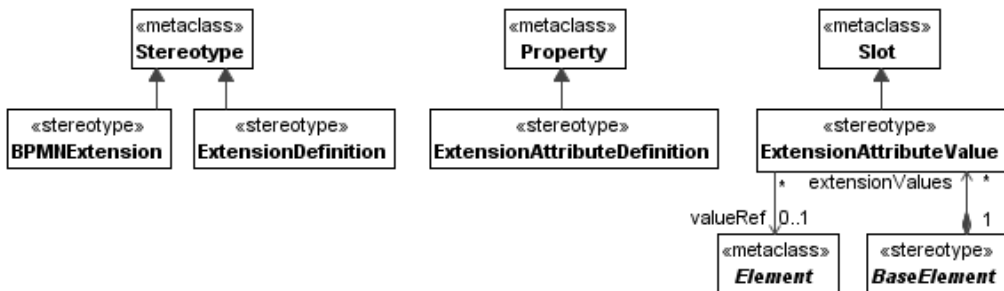 «metaclass»
Stereotype
«metaclass»
Property
«metaclass»
Slot
«stereotype»
BPMNExtension
«stereotype»
ExtensionDefinition
«stereotype»
ExtensionAttributeDefinition
«stereotype»
ExtensionAttributeValue
* extensionValues *
valueRef 0..1 1
«metaclass»
Element
«stereotype»
BaseElement